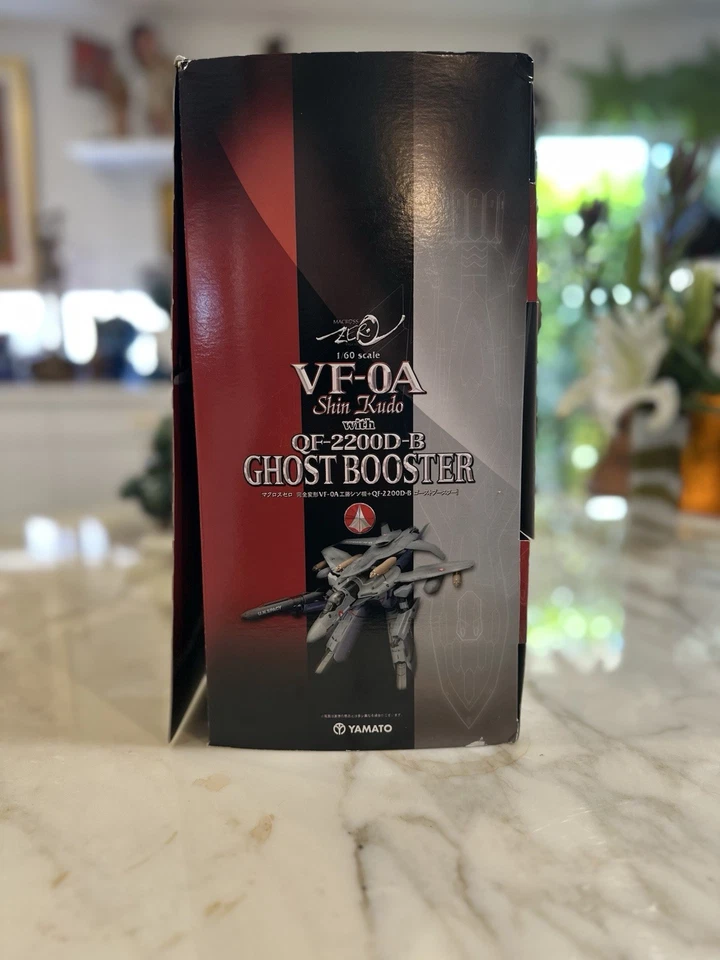 MACROSS
ZERO
1/60 scale
VF-0A
Shin Kudo
with
QF-2200D-B
GHOST BOOSTER
マクロスゼロ 完全変形VF-0A工藤シン機+QF-2200D-B ゴーストブースター
YAMATO